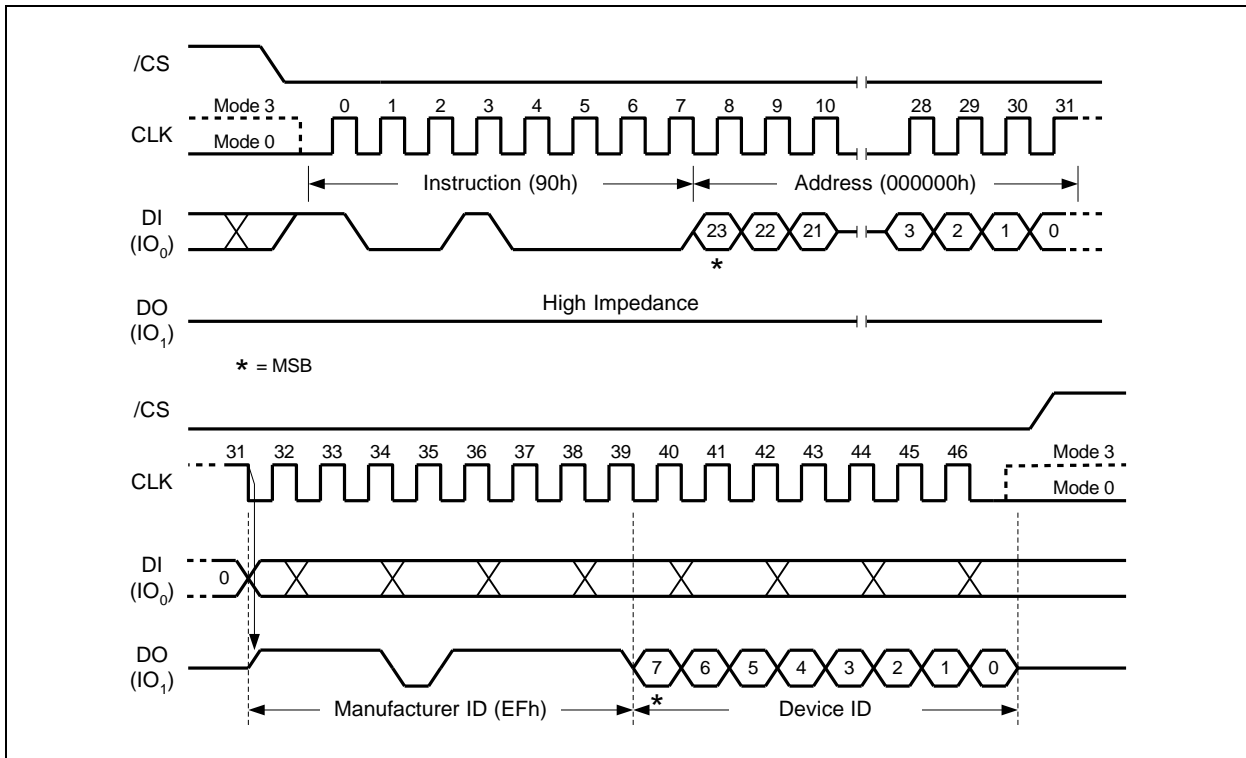 /CS
Mode 3
0 1 2 3 4 5 6 7 8 9 10 28 29 30 31
CLK
Mode 0
Instruction (90h) Address (000000h)
DI
(IO0)
23 22 21 3 2 1 0
*
High Impedance
DO
(IO1)
* = MSB
/CS
31 32 33 34 35 36 37 38 39 40 41 42 43 44 45 46
Mode 3
CLK
Mode 0
DI
(IO0)
0
DO
(IO1)
7 6 5 4 3 2 1 0
*
Manufacturer ID (EFh) Device ID